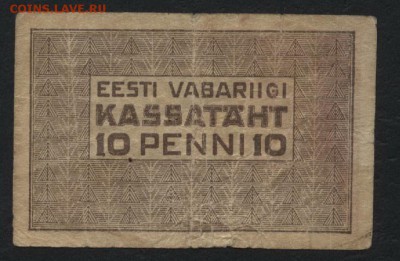 COINS.LAVE.RU
EESTI VABARIIGI
KASSATÄHT
10 PENNI 10